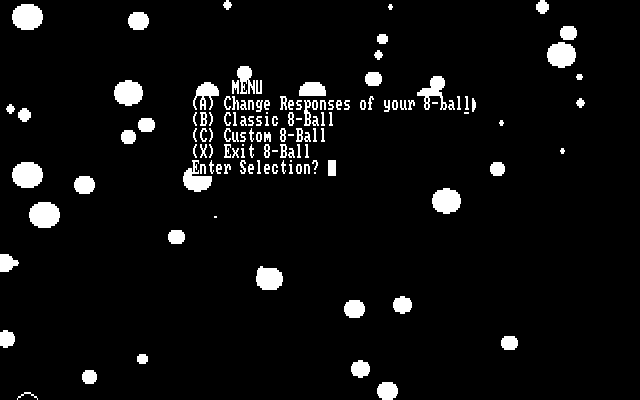 MENU
(A) Change Responses of your 8-ball)
(B) Classic 8-Ball
(C) Custom 8-Ball
(X) Exit 8-Ball
Enter Selection?